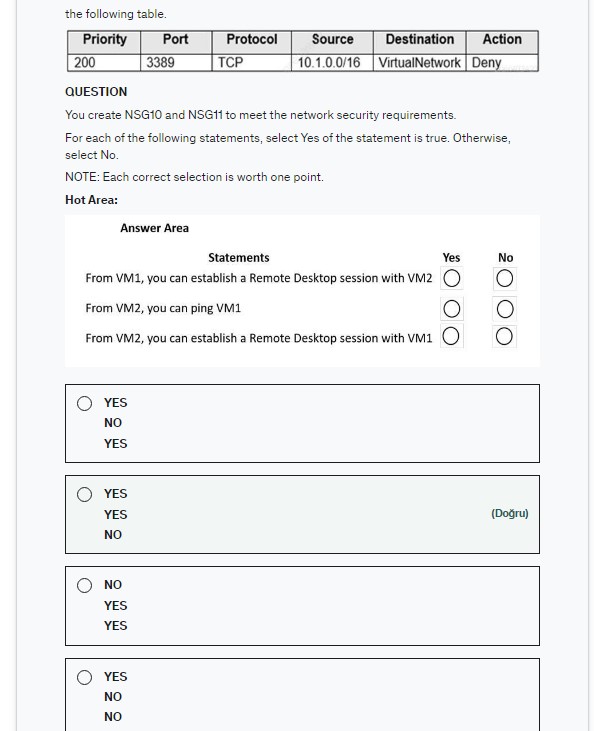 the following table.
Priority Port Protocol Source Destination Action
200 3389 TCP 10.1.0.0/16 VirtualNetwork Deny
QUESTION
You create NSG10 and NSG11 to meet the network security requirements.
For each of the following statements, select Yes of the statement is true. Otherwise,
select No.
NOTE: Each correct selection is worth one point.
Hot Area:
Answer Area
Statements Yes No
From VM1, you can establish a Remote Desktop session with VM2
From VM2, you can ping VM1
From VM2, you can establish a Remote Desktop session with VM1
YES
NO
YES
YES
YES (Doğru)
NO
NO
YES
YES
YES
NO
NO